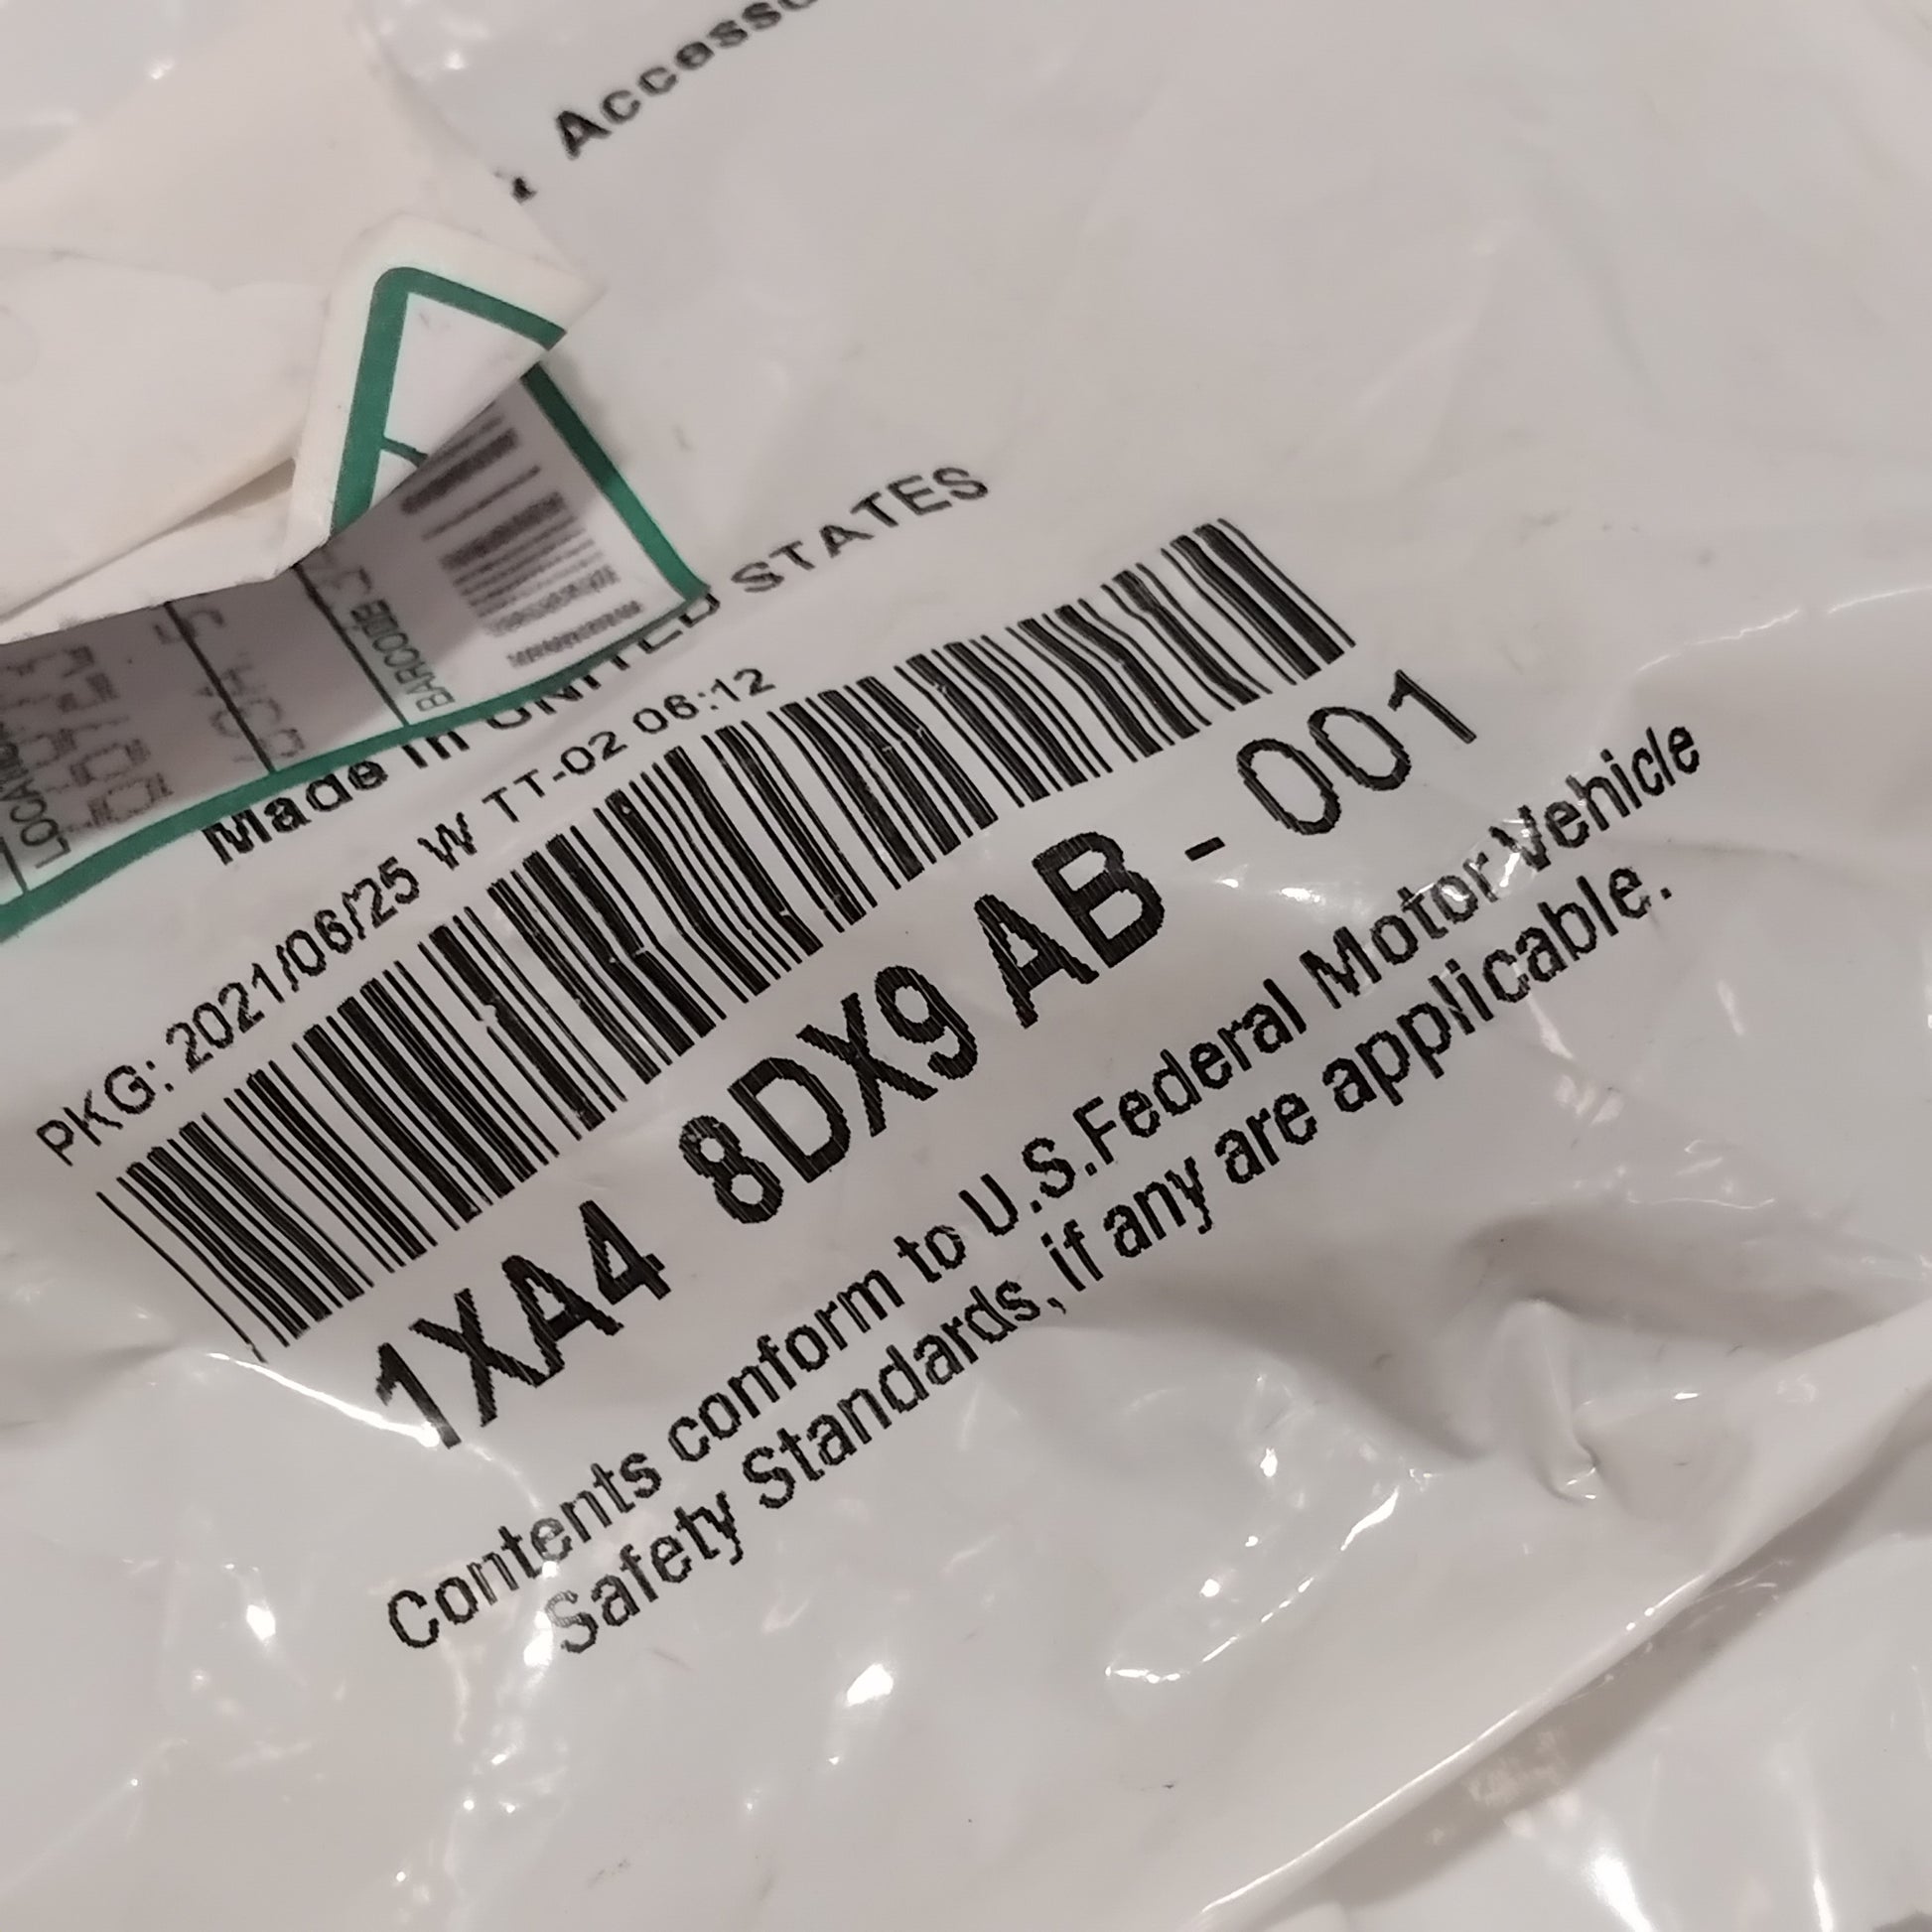 Made in UNITED STATES
PKG: 2021/06/25 W TT-02 06:12
1XA4 8DX9 AB - 001
Contents conform to U.S.Federal Motor Vehicle
Safety Standards, if any are applicable.
BARCODE